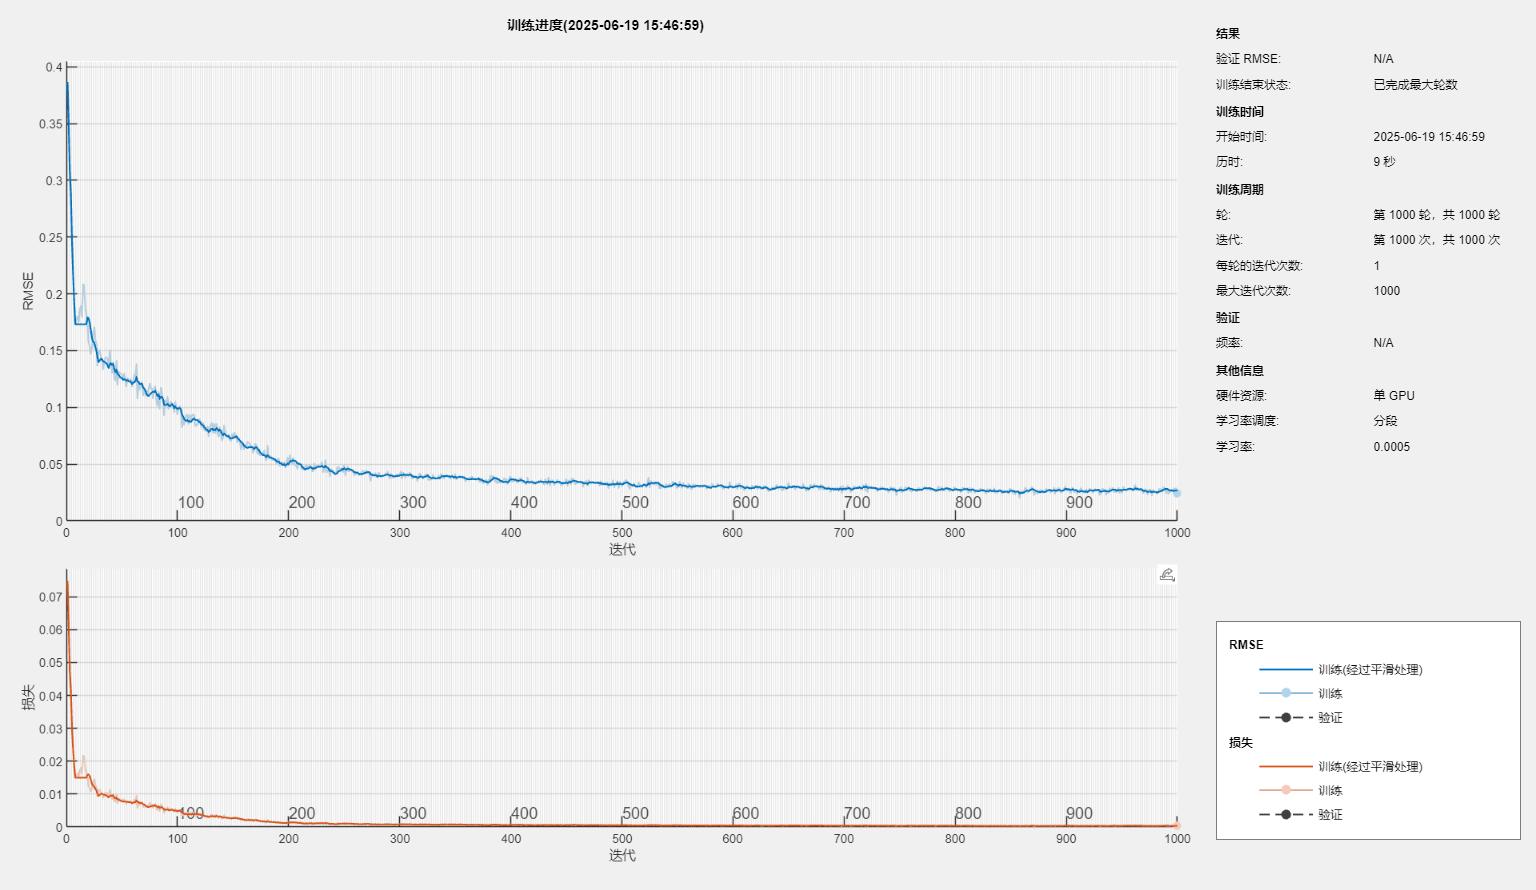 训练进度(2025-06-19 15:46:59)
0.4
0.35
0.3
0.25
0.2
0.15
0.1
0.05
0
RMSE
100 200 300 400 500 600 700 800 900
0 100 200 300 400 500 600 700 800 900 1000
迭代
0.07
0.06
0.05
0.04
0.03
0.02
0.01
0
损失
100 200 300 400 500 600 700 800 900
0 100 200 300 400 500 600 700 800 900 1000
迭代
结果
验证 RMSE: N/A
训练结束状态: 已完成最大轮数
训练时间
开始时间: 2025-06-19 15:46:59
历时: 9 秒
训练周期
轮: 第 1000 轮，共 1000 轮
迭代: 第 1000 次，共 1000 次
每轮的迭代次数: 1
最大迭代次数: 1000
验证
频率: N/A
其他信息
硬件资源: 单 GPU
学习率调度: 分段
学习率: 0.0005
RMSE
训练(经过平滑处理)
训练
验证
损失
训练(经过平滑处理)
训练
验证